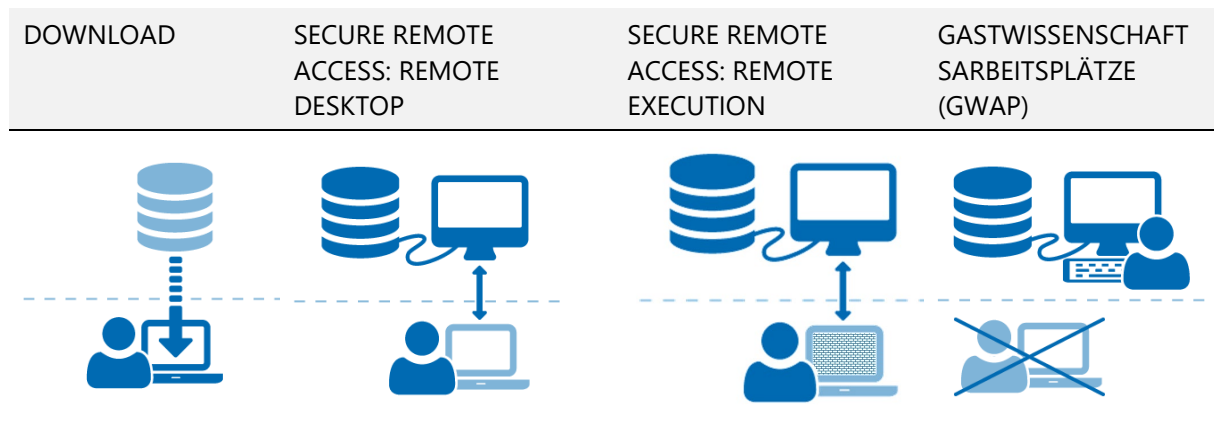 DOWNLOAD
SECURE REMOTE
ACCESS: REMOTE
DESKTOP
SECURE REMOTE
ACCESS: REMOTE
EXECUTION
GASTWISSENSCHAFT
SARBEITSPLÄTZE
(GWAP)